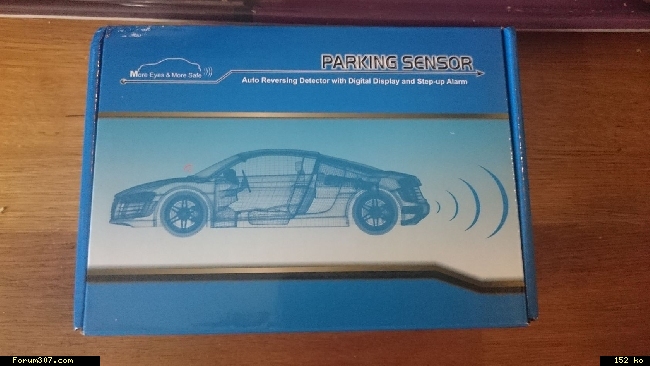 PARKING SENSOR
More Eyes & More Safe
Auto Reversing Detector with Digital Display and Step-up Alarm
Forum307.com
152 ko